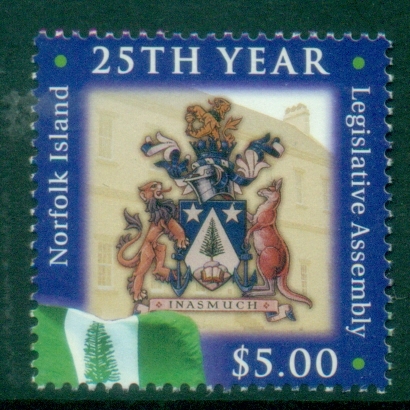 25TH YEAR
Norfolk Island
Legislative Assembly
INASMUCH
$5.00